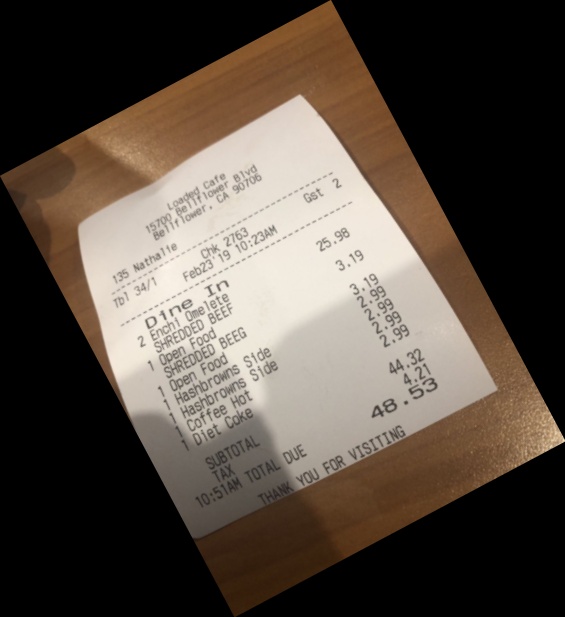 Loaded Cafe
15700 Bellflower Blvd
Bellflower, CA 90706
135 Nathalie
Tbl 34/1 Chk 2763 Gst 2
Feb23'19 10:23AM
Dine In
2 Enchi Omelete 25.98
SHREDDED BEEF
1 Open Food 3.19
SHREDDED BEEG
1 Open Food 3.19
1 Hashbrowns Side 2.99
1 Hashbrowns Side 2.99
1 Coffee Hot 2.99
1 Diet Coke 2.99
SUBTOTAL 44.32
TAX 4.21
10:51AM TOTAL DUE 48.53
THANK YOU FOR VISITING